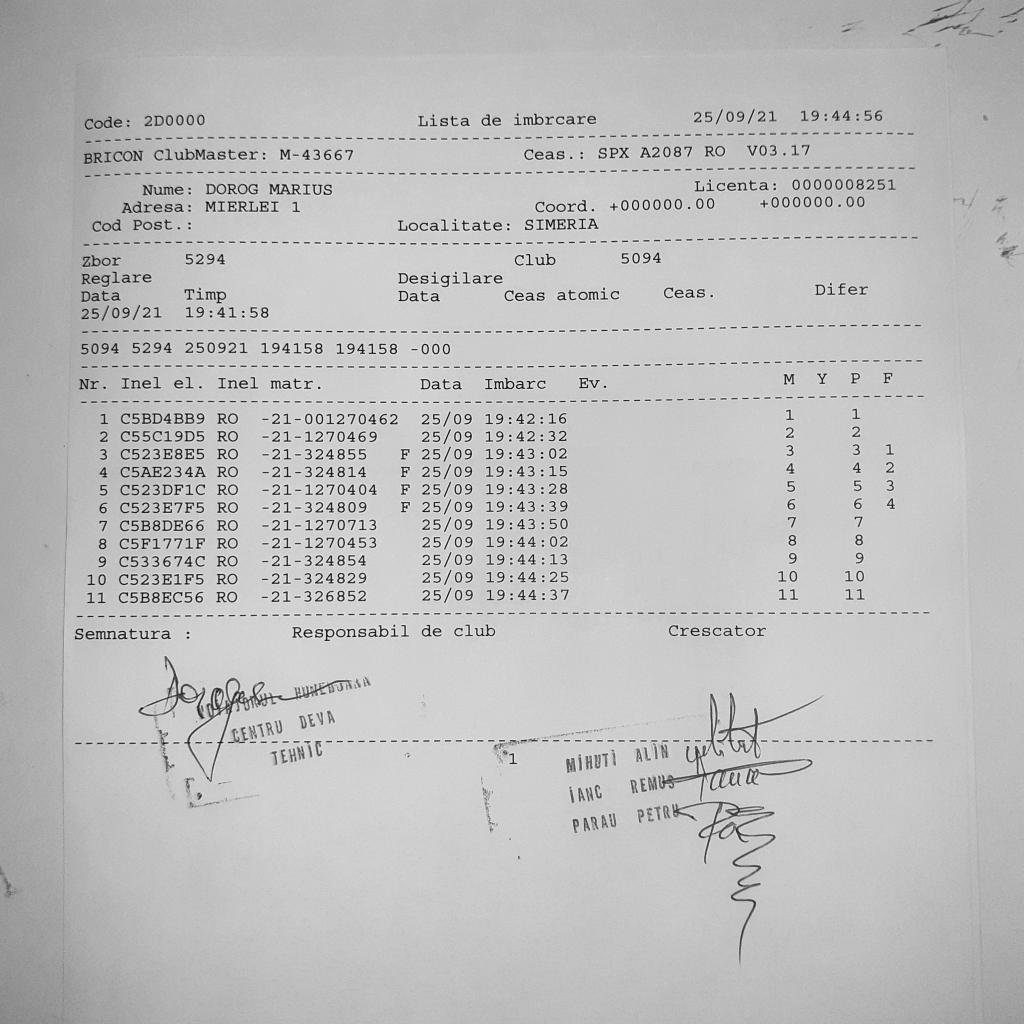 Code: 2D0000 Lista de imbrcare 25/09/21 19:44:56
BRICON ClubMaster: M-43667 Ceas.: SPX A2087 RO V03.17
Nume: DOROG MARIUS Licenta: 0000008251
Adresa: MIERLEI 1 Coord. +000000.00 +000000.00
Cod Post.: Localitate: SIMERIA
Zbor 5294 Club 5094
Reglare Desigilare
Data Timp Data Ceas atomic Ceas. Difer
25/09/21 19:41:58
5094 5294 250921 194158 194158 -000
Nr. Inel el. Inel matr. Data Imbarc Ev. M Y P F
1 C5BD4BB9 RO -21-001270462 25/09 19:42:16 1 1
2 C55C19D5 RO -21-1270469 25/09 19:42:32 2 2
3 C523E8E5 RO -21-324855 F 25/09 19:43:02 3 3 1
4 C5AE234A RO -21-324814 F 25/09 19:43:15 4 4 2
5 C523DF1C RO -21-1270404 F 25/09 19:43:28 5 5 3
6 C523E7F5 RO -21-324809 F 25/09 19:43:39 6 6 4
7 C5B8DE66 RO -21-1270713 25/09 19:43:50 7 7
8 C5F1771F RO -21-1270453 25/09 19:44:02 8 8
9 C533674C RO -21-324854 25/09 19:44:13 9 9
10 C523E1F5 RO -21-324829 25/09 19:44:25 10 10
11 C5B8EC56 RO -21-326852 25/09 19:44:37 11 11
Semnatura : Responsabil de club Crescator
HUNEDOARA
CENTRU DEVA
TEHNIC
1
MIHUTI ALIN
IANC REMUS
PARAU PETRU